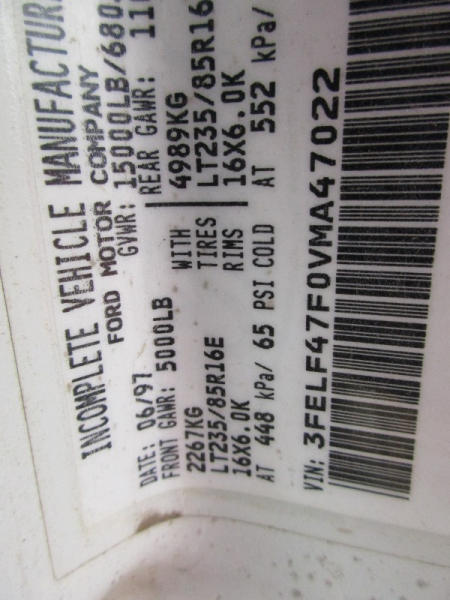 INCOMPLETE VEHICLE MANUFACTUR
FORD MOTOR COMPANY
GVWR: 15000LB/680
DATE: 06/97
FRONT GAWR: 5000LB REAR GAWR: 110
2267KG WITH 4989KG
LT235/85R16E TIRES LT235/85R16
16X6.0K RIMS 16X6.0K
AT 448 kPa/ 65 PSI COLD AT 552 kPa/
VIN: 3FELF47F0VMA47022